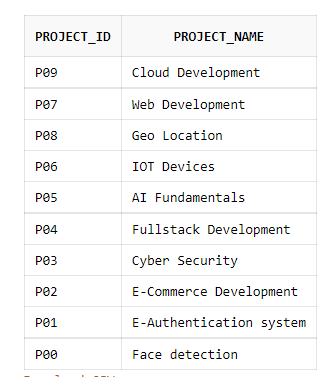 PROJECT_ID PROJECT_NAME
P09 Cloud Development
P07 Web Development
P08 Geo Location
P06 IOT Devices
P05 AI Fundamentals
P04 Fullstack Development
P03 Cyber Security
P02 E-Commerce Development
P01 E-Authentication system
P00 Face detection